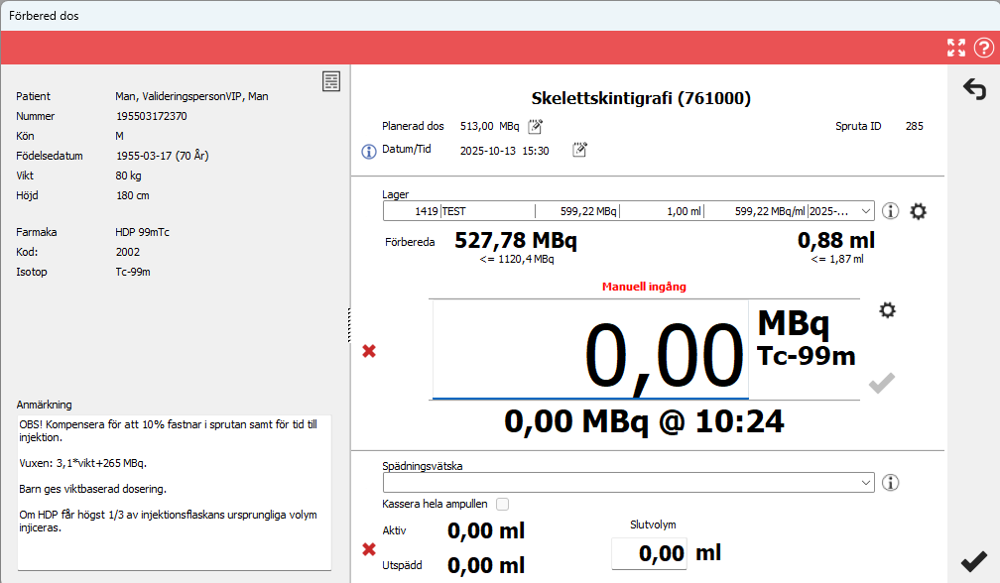 Förbered dos
Patient Man, ValideringspersonVIP, Man
Nummer 195503172370
Kön M
Födelsedatum 1955-03-17 (70 År)
Vikt 80 kg
Höjd 180 cm
Farmaka HDP 99mTc
Kod: 2002
Isotop Tc-99m
Anmärkning
OBS! Kompensera för att 10% fastnar i sprutan samt för tid till
injektion.
Vuxen: 3,1*vikt+265 MBq.
Barn ges viktbaserad dosering.
Om HDP får högst 1/3 av injektionsflaskans ursprungliga volym
injiceras.
Skelettskintigrafi (761000)
Planerad dos 513,00 MBq Spruta ID 285
Datum/Tid 2025-10-13 15:30
Lager
1419 TEST 599,22 MBq 1,00 ml 599,22 MBq/ml 2025-...
Förbereda 527,78 MBq 0,88 ml
<= 1120,4 MBq <= 1,87 ml
Manuell ingång
0,00 MBq
Tc-99m
0,00 MBq @ 10:24
Spädningsvätska
Kassera hela ampullen
Aktiv 0,00 ml Slutvolym
Utspädd 0,00 ml 0,00 ml